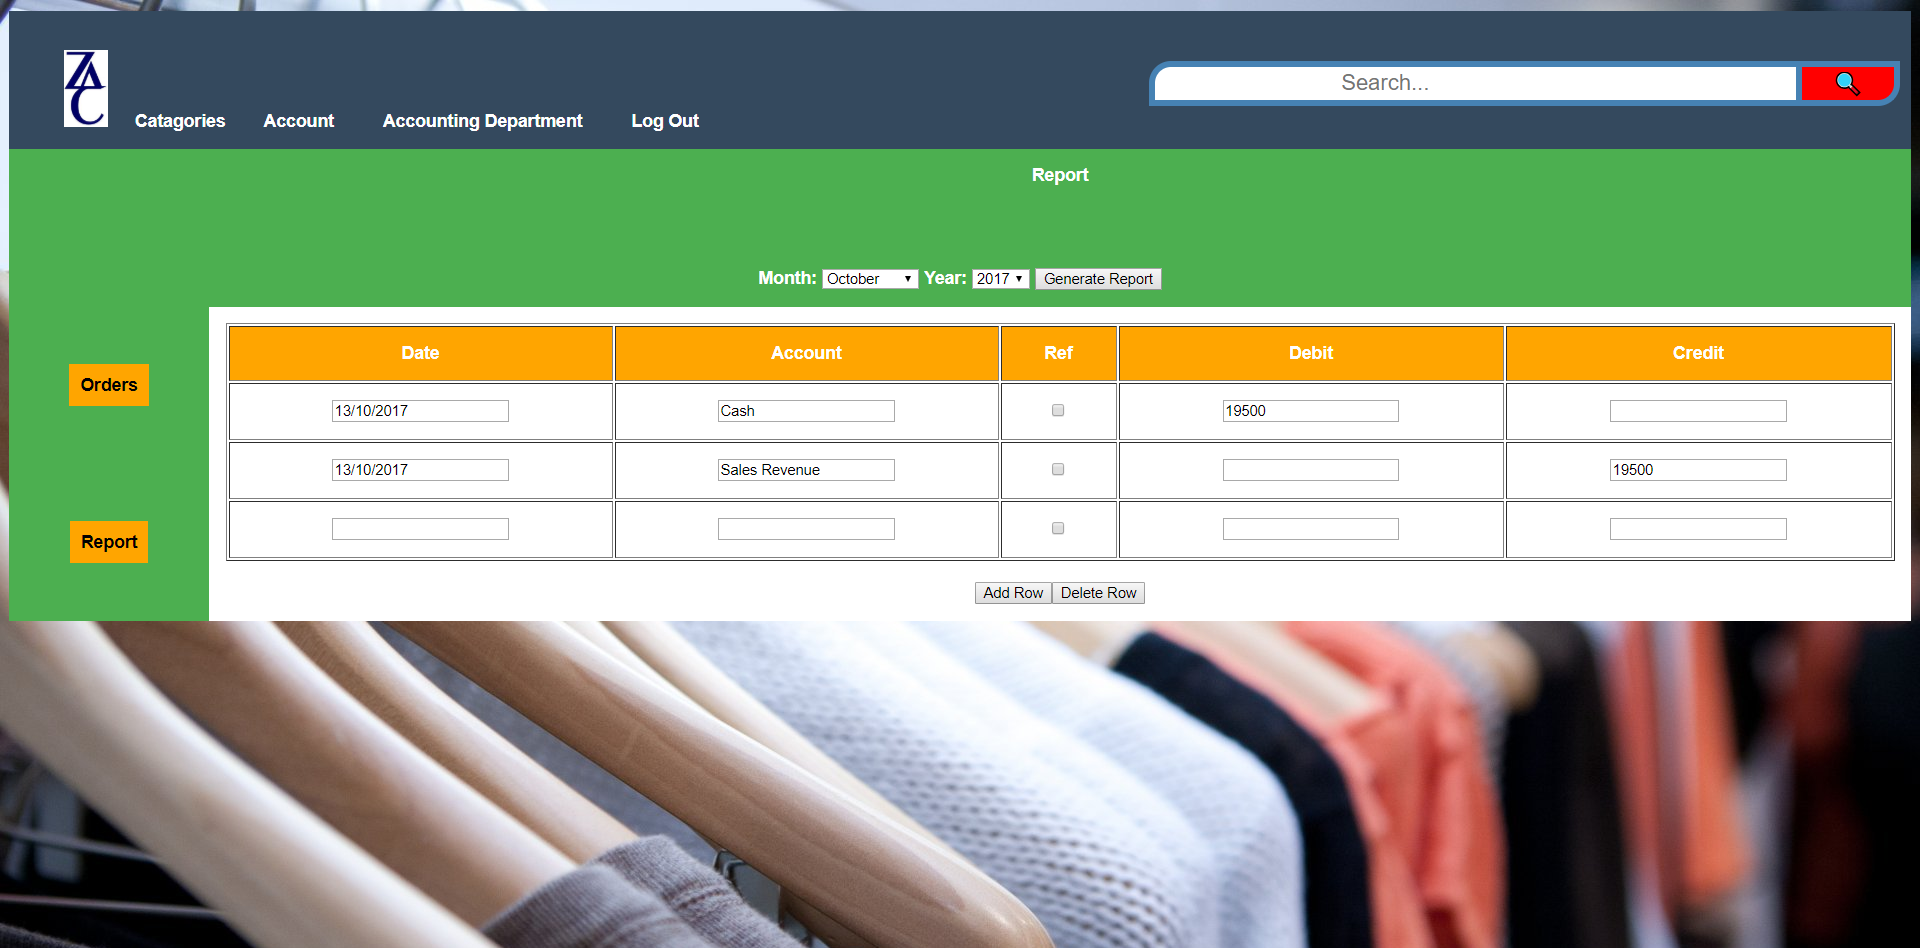 ZAC
Search...
Catagories Account Accounting Department Log Out
Report
Month: October Year: 2017 Generate Report
Date Account Ref Debit Credit
13/10/2017 Cash 19500
13/10/2017 Sales Revenue 19500
Orders
Report
Add Row Delete Row